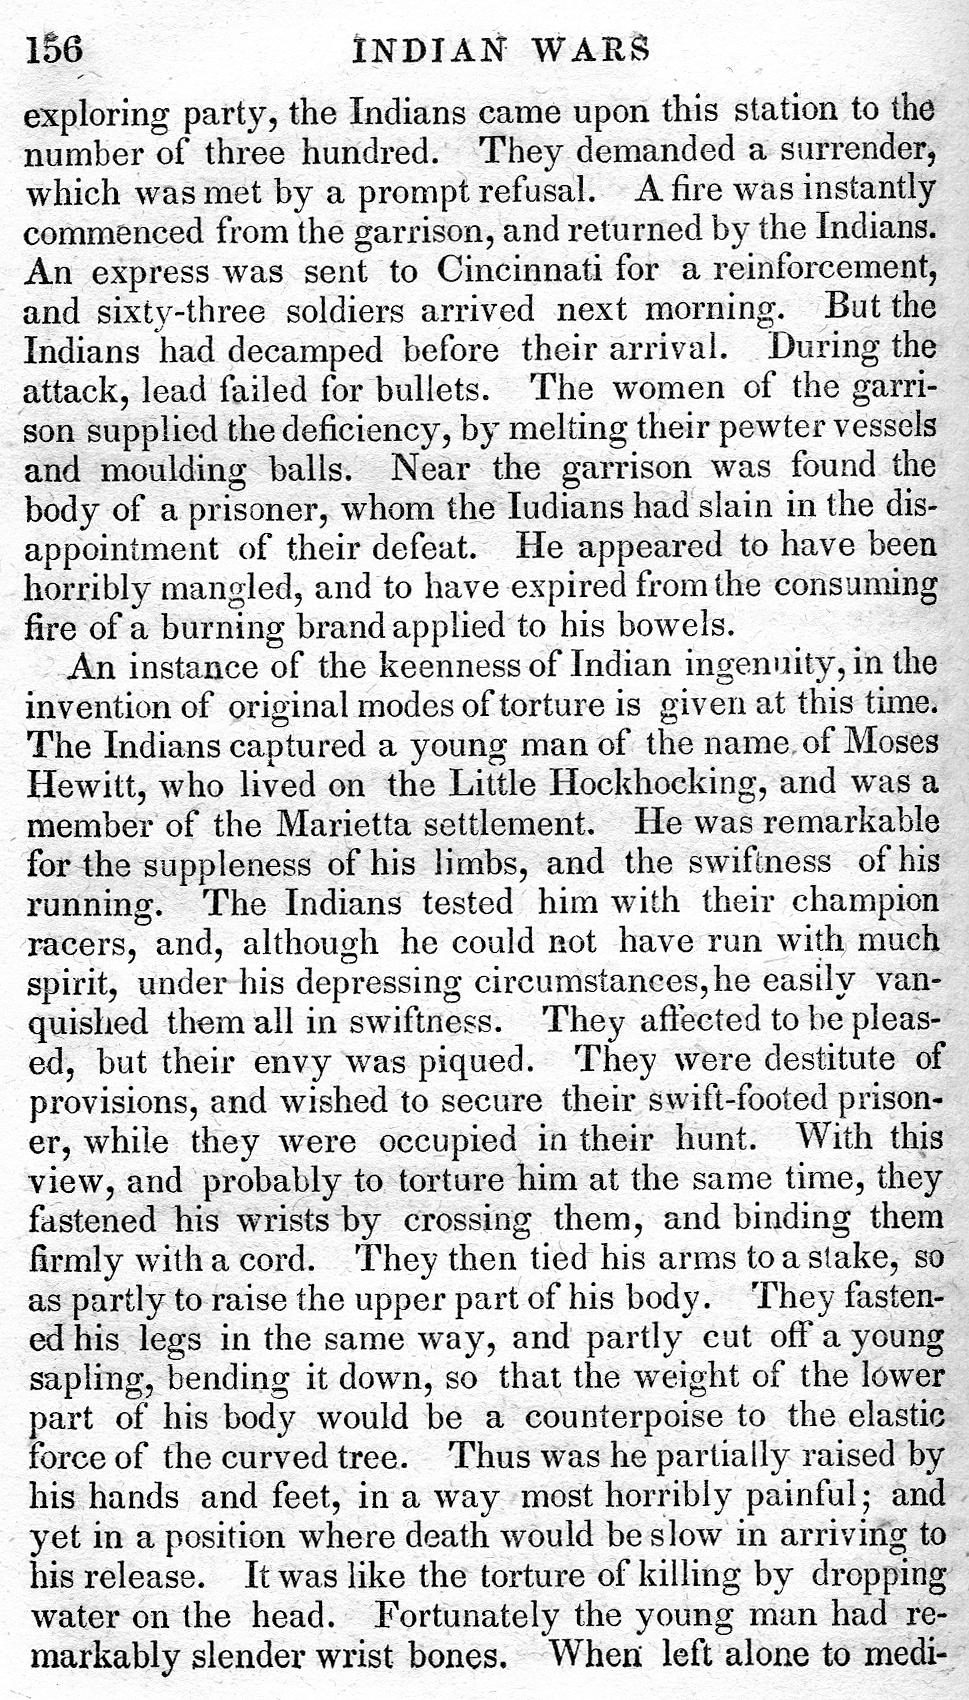 156 INDIAN WARS
exploring party, the Indians came upon this station to the
number of three hundred. They demanded a surrender,
which was met by a prompt refusal. A fire was instantly
commenced from the garrison, and returned by the Indians.
An express was sent to Cincinnati for a reinforcement,
and sixty-three soldiers arrived next morning. But the
Indians had decamped before their arrival. During the
attack, lead failed for bullets. The women of the garri-
son supplied the deficiency, by melting their pewter vessels
and moulding balls. Near the garrison was found the
body of a prisoner, whom the Iudians had slain in the dis-
appointment of their defeat. He appeared to have been
horribly mangled, and to have expired from the consuming
fire of a burning brand applied to his bowels.
An instance of the keenness of Indian ingenuity, in the
invention of original modes of torture is given at this time.
The Indians captured a young man of the name of Moses
Hewitt, who lived on the Little Hockhocking, and was a
member of the Marietta settlement. He was remarkable
for the suppleness of his limbs, and the swiftness of his
running. The Indians tested him with their champion
racers, and, although he could not have run with much
spirit, under his depressing circumstances, he easily van-
quished them all in swiftness. They affected to be pleas-
ed, but their envy was piqued. They were destitute of
provisions, and wished to secure their swift-footed prison-
er, while they were occupied in their hunt. With this
view, and probably to torture him at the same time, they
fastened his wrists by crossing them, and binding them
firmly with a cord. They then tied his arms to a stake, so
as partly to raise the upper part of his body. They fasten-
ed his legs in the same way, and partly cut off a young
sapling, bending it down, so that the weight of the lower
part of his body would be a counterpoise to the elastic
force of the curved tree. Thus was he partially raised by
his hands and feet, in a way most horribly painful; and
yet in a position where death would be slow in arriving to
his release. It was like the torture of killing by dropping
water on the head. Fortunately the young man had re-
markably slender wrist bones. When left alone to medi-